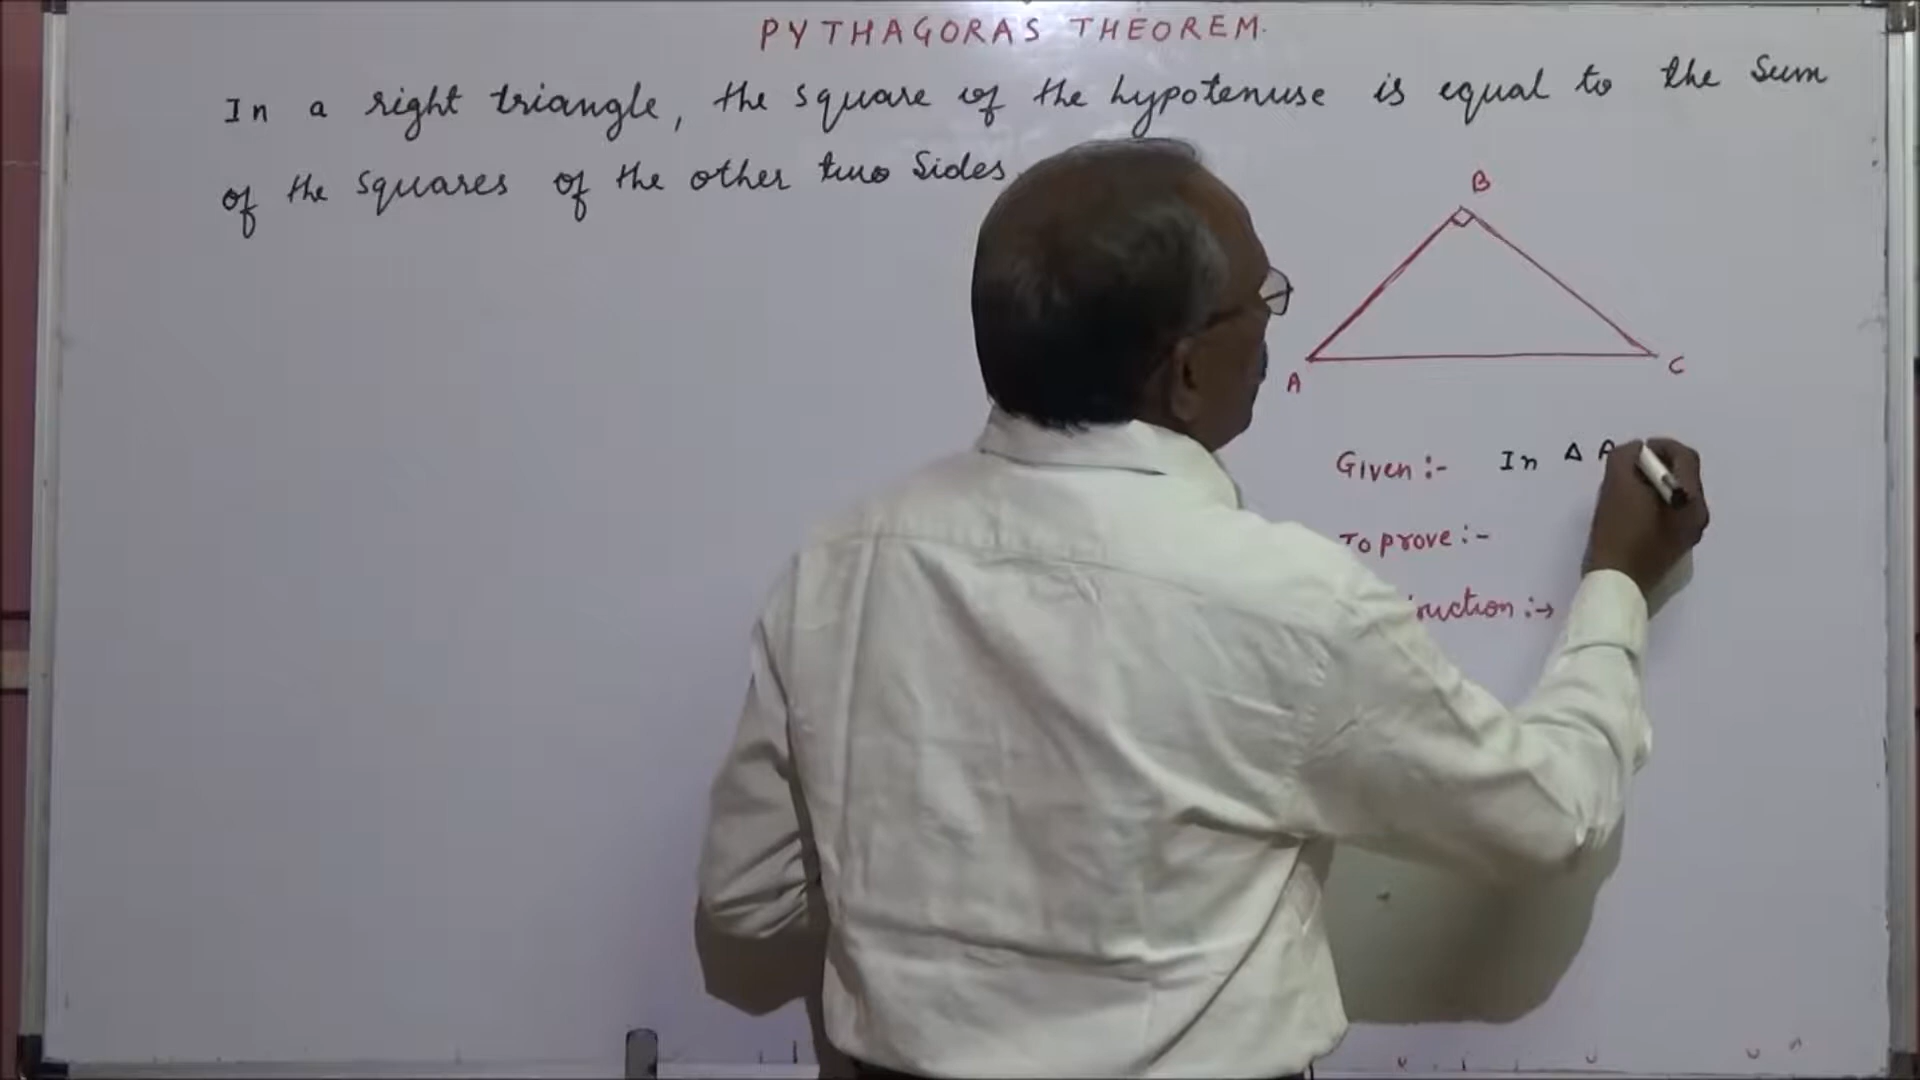 PYTHAGORAS THEOREM.
In a right triangle, the square of the hypotenuse is equal to the Sum
of the squares of the other two Sides
B
A
C
Given :- In Δ A
To prove :-
ruction :→